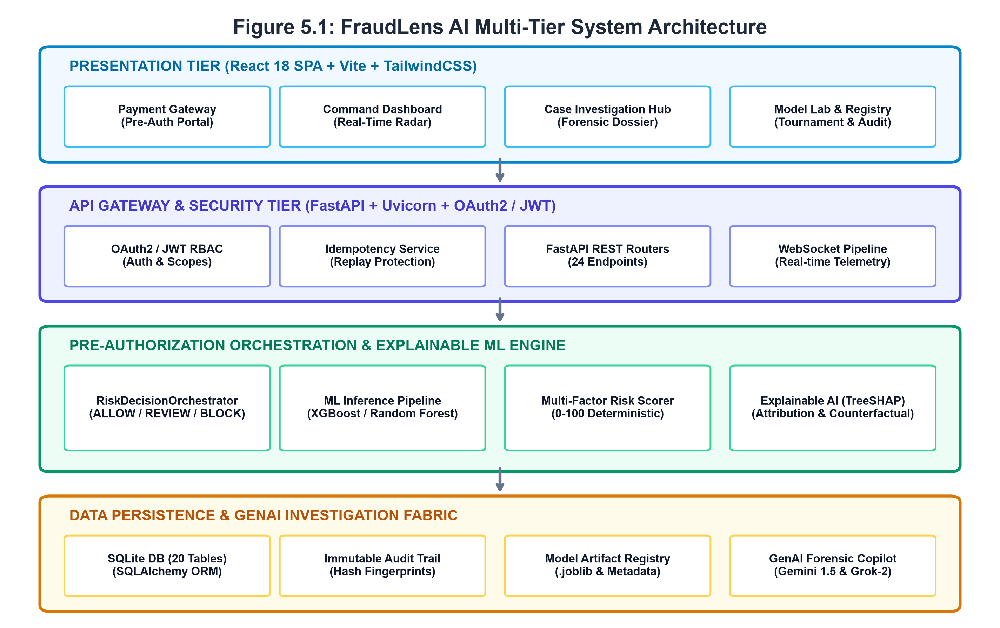 Figure 5.1: FraudLens AI Multi-Tier System Architecture
PRESENTATION TIER (React 18 SPA + Vite + TailwindCSS)
Payment Gateway
(Pre-Auth Portal)
Command Dashboard
(Real-Time Radar)
Case Investigation Hub
(Forensic Dossier)
Model Lab & Registry
(Tournament & Audit)
API GATEWAY & SECURITY TIER (FastAPI + Uvicorn + OAuth2 / JWT)
OAuth2 / JWT RBAC
(Auth & Scopes)
Idempotency Service
(Replay Protection)
FastAPI REST Routers
(24 Endpoints)
WebSocket Pipeline
(Real-time Telemetry)
PRE-AUTHORIZATION ORCHESTRATION & EXPLAINABLE ML ENGINE
RiskDecisionOrchestrator
(ALLOW / REVIEW / BLOCK)
ML Inference Pipeline
(XGBoost / Random Forest)
Multi-Factor Risk Scorer
(0-100 Deterministic)
Explainable AI (TreeSHAP)
(Attribution & Counterfactual)
DATA PERSISTENCE & GENAI INVESTIGATION FABRIC
SQLite DB (20 Tables)
(SQLAlchemy ORM)
Immutable Audit Trail
(Hash Fingerprints)
Model Artifact Registry
(.joblib & Metadata)
GenAI Forensic Copilot
(Gemini 1.5 & Grok-2)